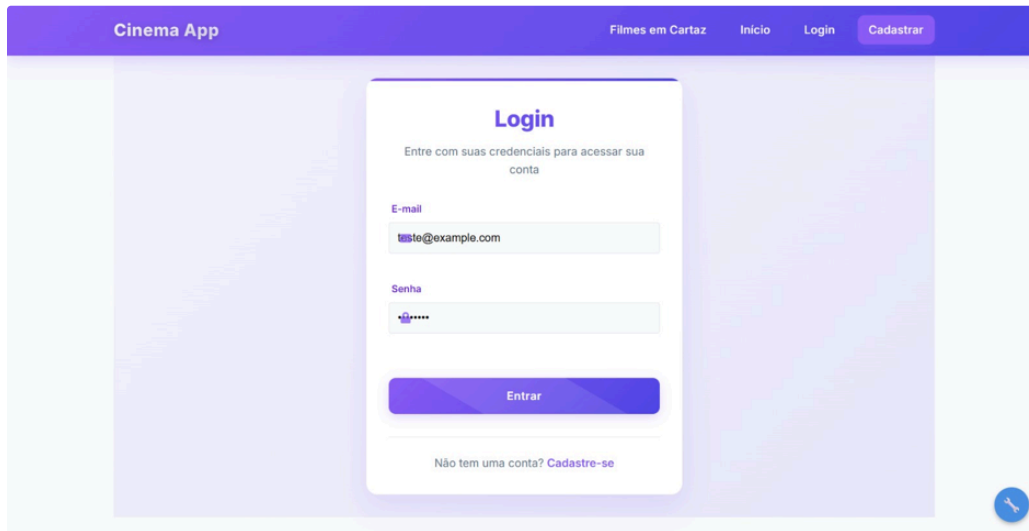 Cinema App
Filmes em Cartaz
Início
Login
Cadastrar
Login
Entre com suas credenciais para acessar sua
conta
E-mail
teste@example.com
Senha
Entrar
Não tem uma conta? Cadastre-se